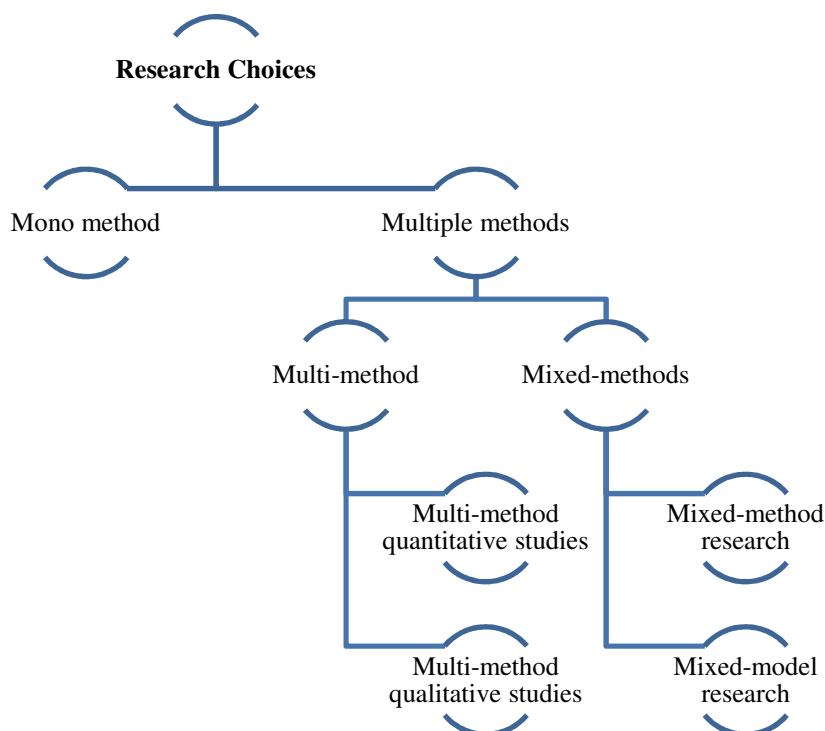 Research Choices
Mono method
Multiple methods
Multi-method
Mixed-methods
Multi-method
quantitative studies
Mixed-method
research
Multi-method
qualitative studies
Mixed-model
research